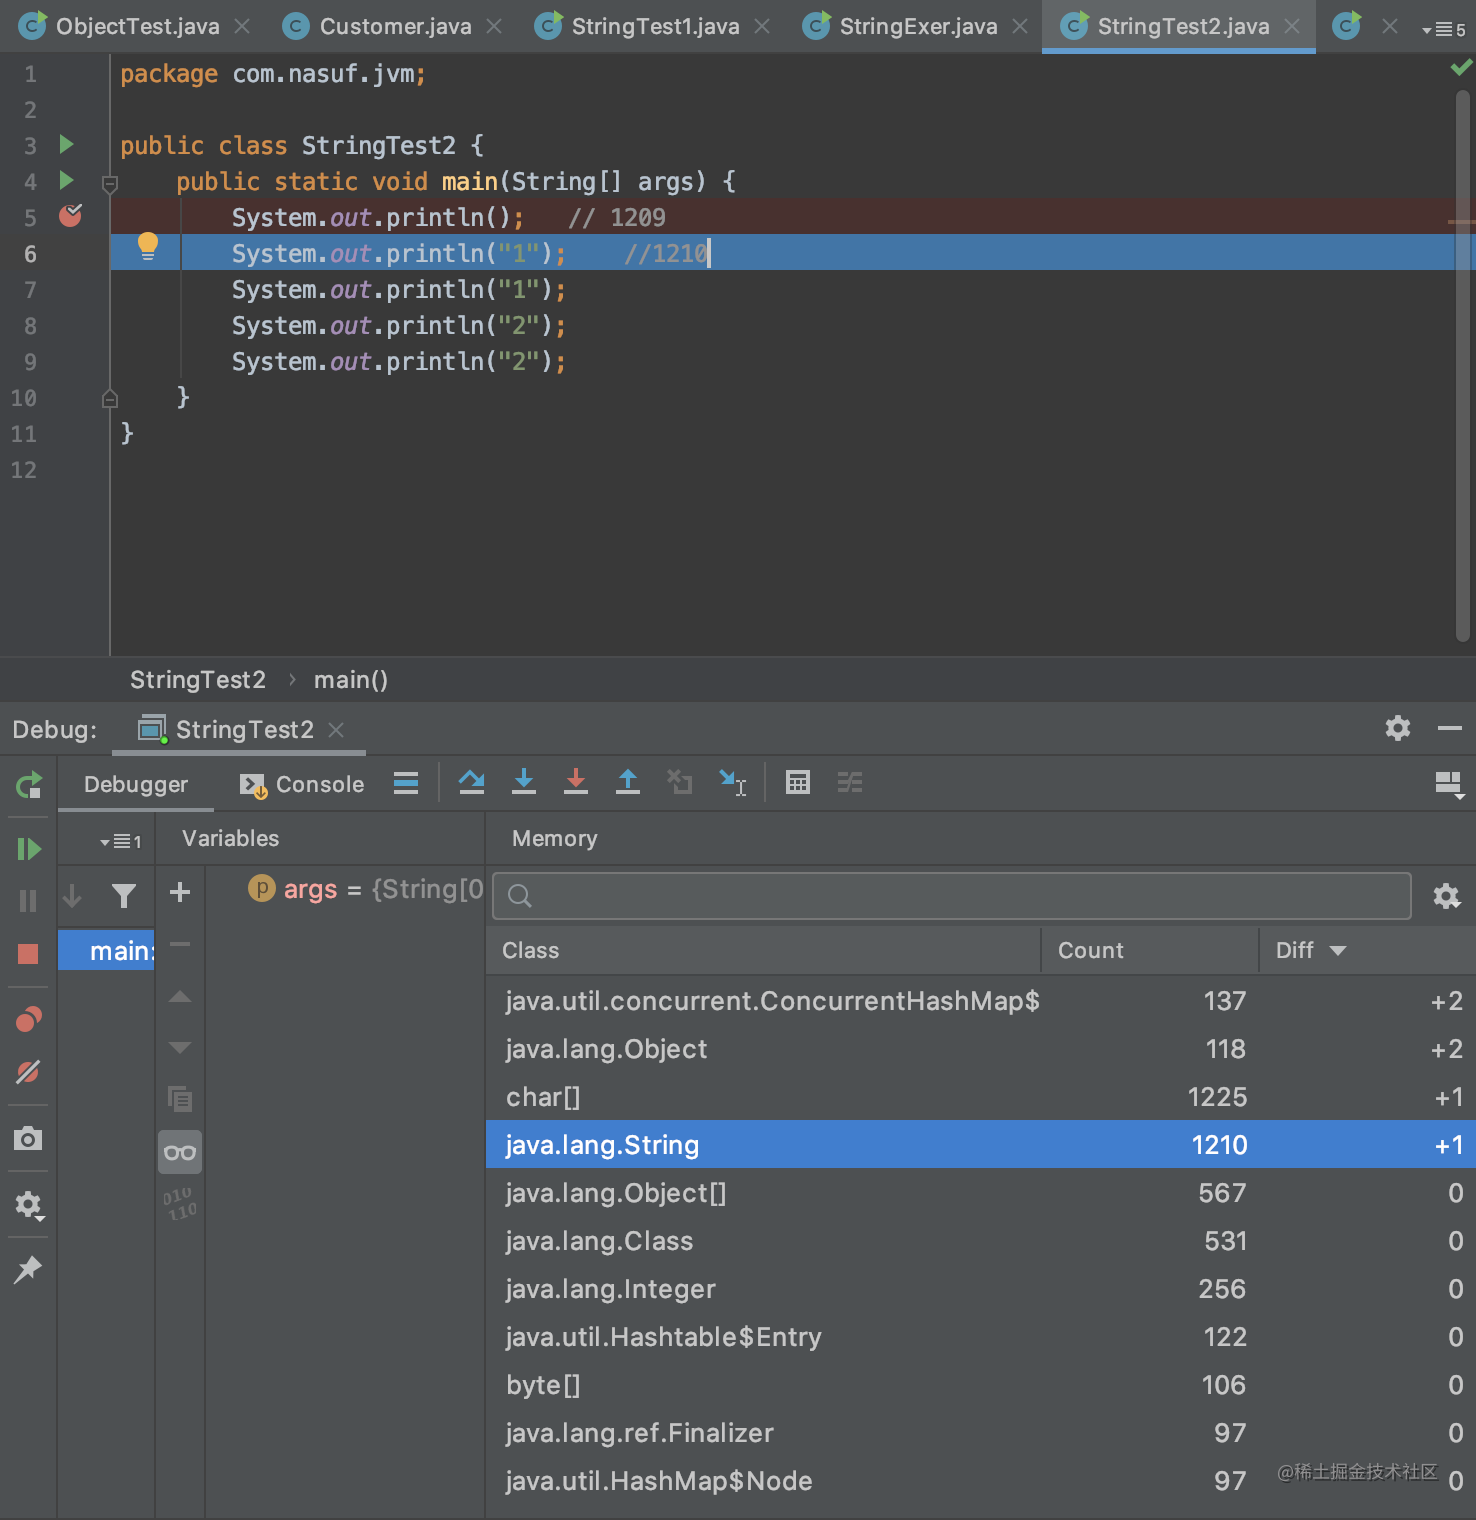 ObjectTest.java Customer.java StringTest1.java StringExer.java StringTest2.java 5
1 package com.nasuf.jvm;
2
3 public class StringTest2 {
4 public static void main(String[] args) {
5 System.out.println(); // 1209
6 System.out.println("1"); //1210
7 System.out.println("1");
8 System.out.println("2");
9 System.out.println("2");
10 }
11 }
12
StringTest2 › main()
Debug: StringTest2
Debugger Console
1 Variables Memory
args = {String[0
main:
Class Count Diff
java.util.concurrent.ConcurrentHashMap$ 137 +2
java.lang.Object 118 +2
char[] 1225 +1
java.lang.String 1210 +1
java.lang.Object[] 567 0
java.lang.Class 531 0
java.lang.Integer 256 0
java.util.Hashtable$Entry 122 0
byte[] 106 0
java.lang.ref.Finalizer 97 0
java.util.HashMap$Node 97 0
@稀土掘金技术社区